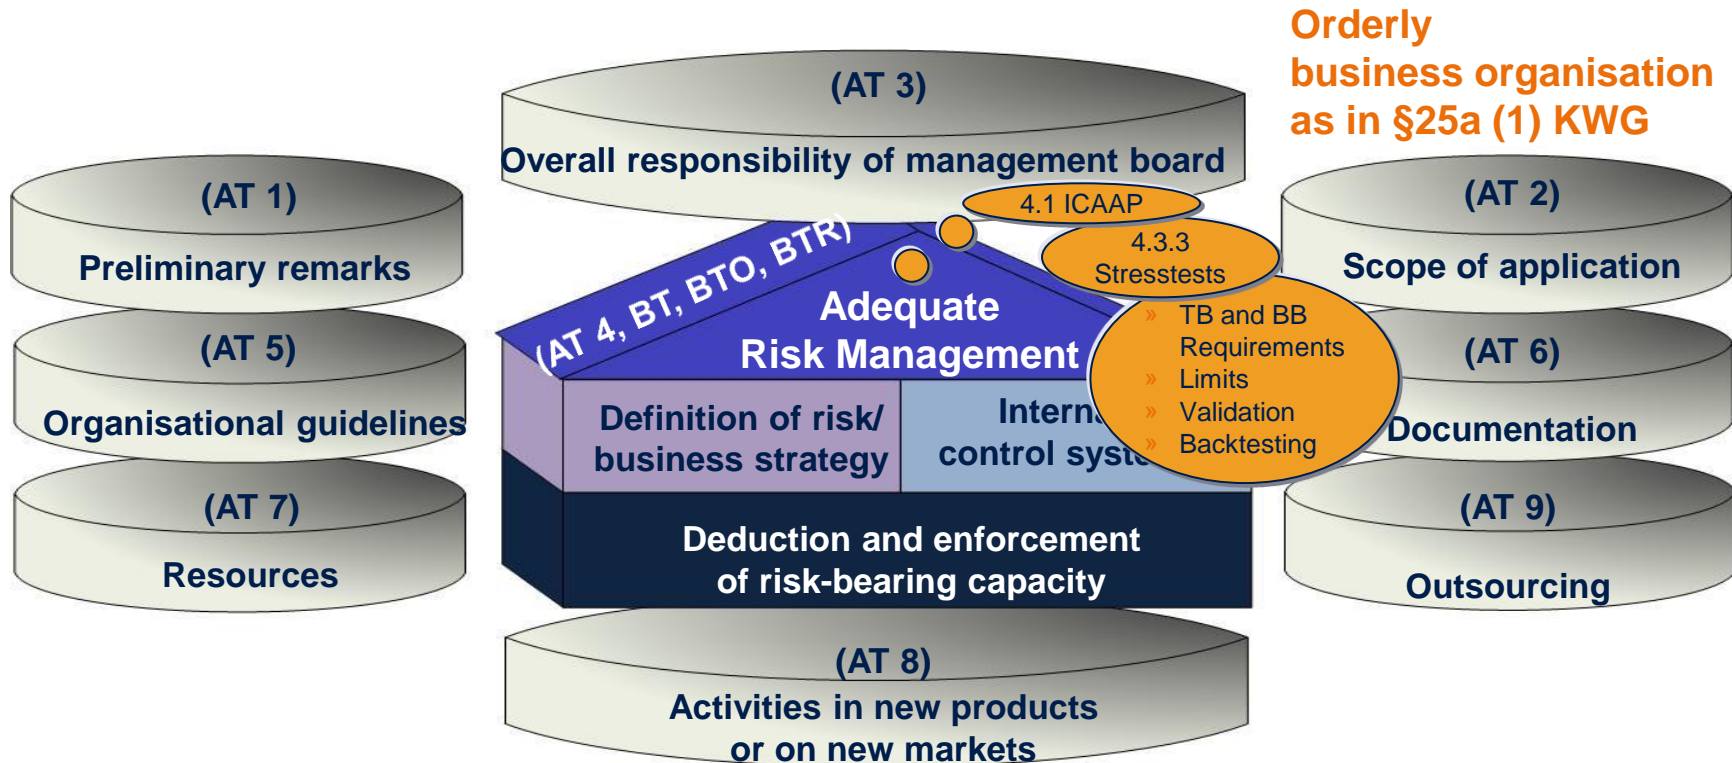 Orderly
business organisation
as in §25a (1) KWG
(AT 3)
Overall responsibility of management board
(AT 1)
Preliminary remarks
(AT 2)
Scope of application
4.1 ICAAP
4.3.3
Stresstests
» TB and BB
Requirements
» Limits
» Validation
» Backtesting
(AT 4, BT, BTO, BTR)
Adequate
Risk Management
(AT 5)
Organisational guidelines
(AT 6)
Documentation
Definition of risk/
business strategy
Interna
control syste
(AT 7)
Resources
(AT 9)
Outsourcing
Deduction and enforcement
of risk-bearing capacity
(AT 8)
Activities in new products
or on new markets